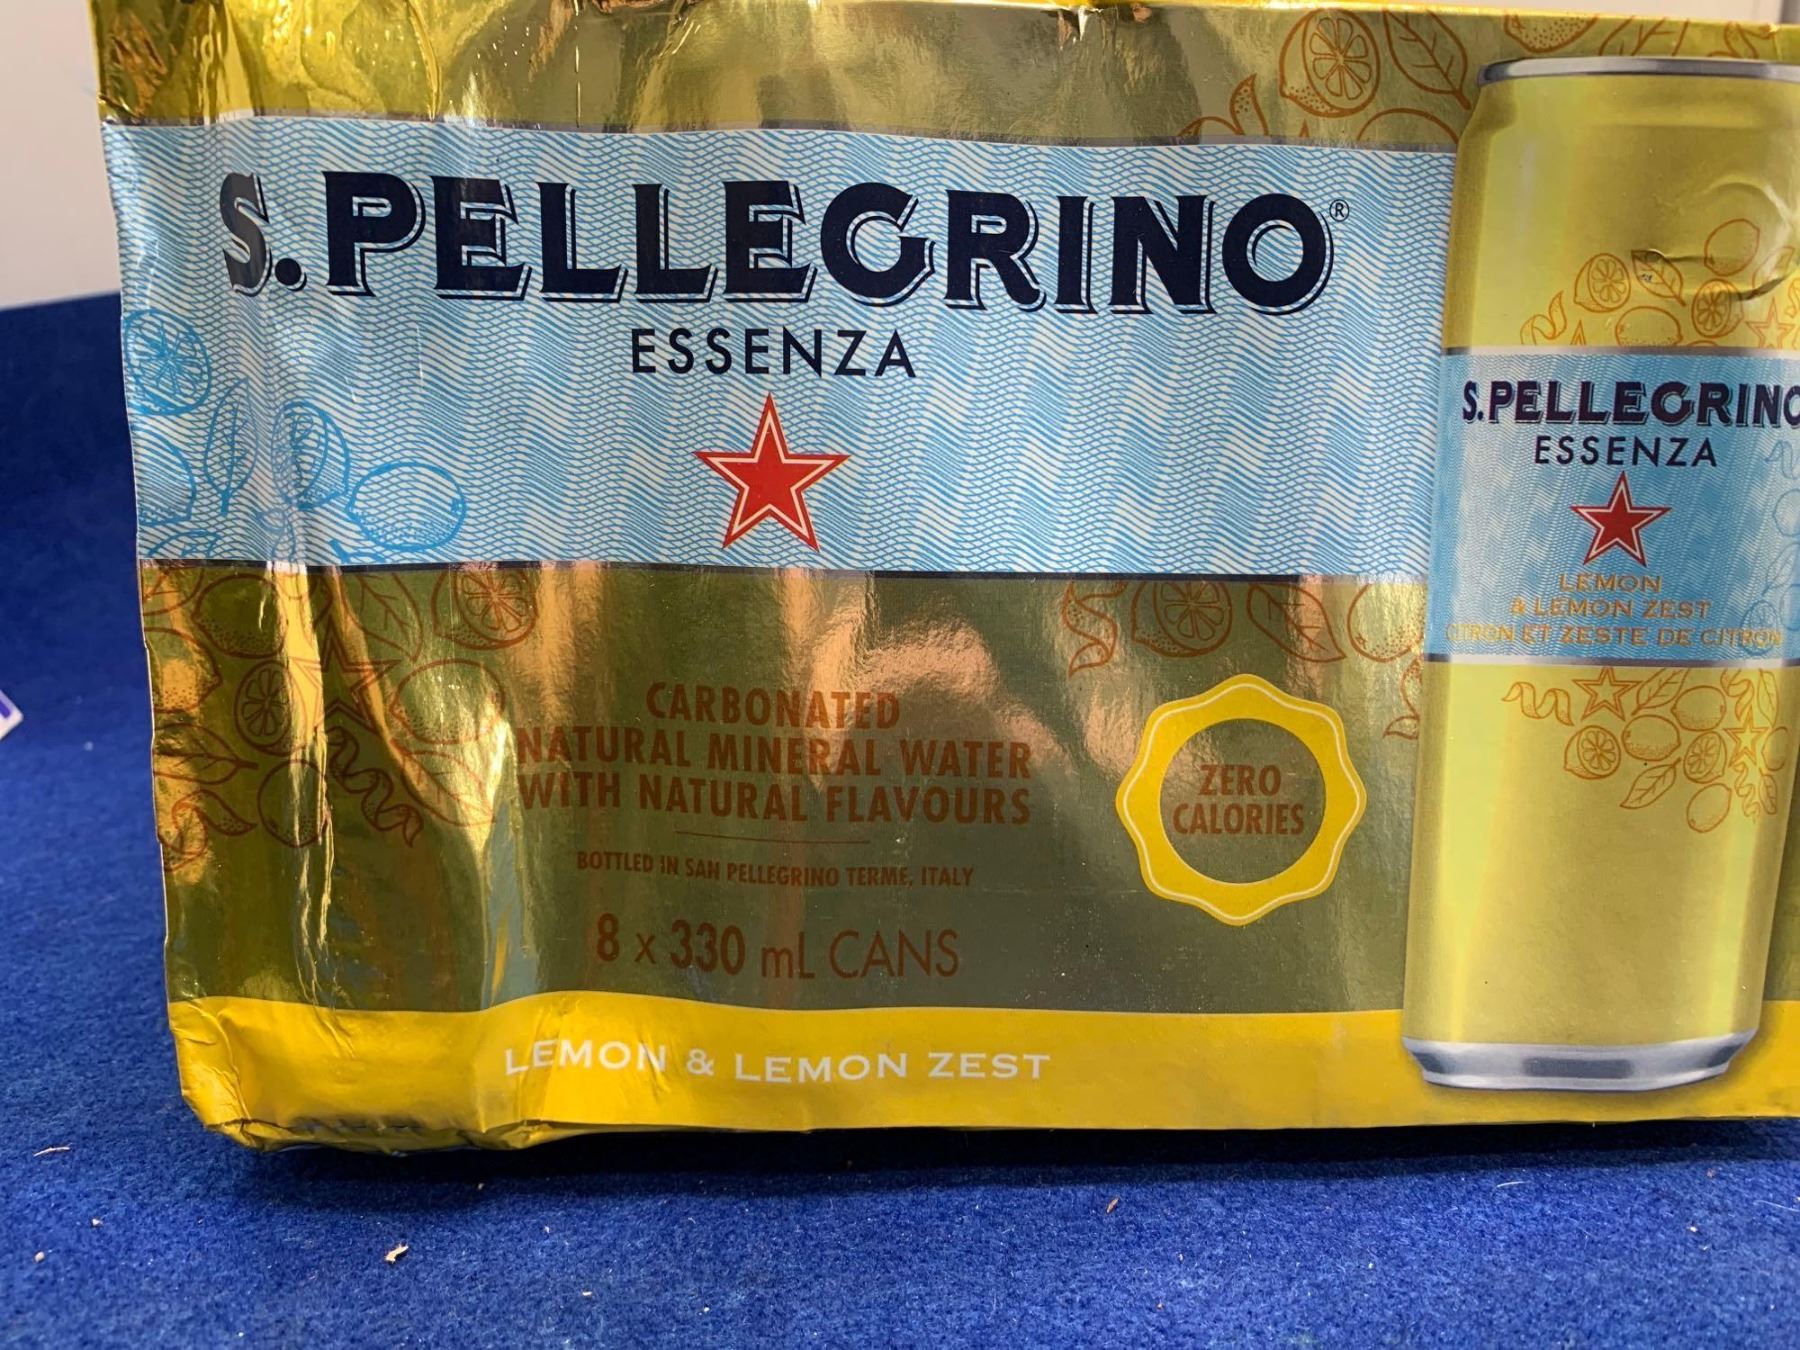 S.PELLEGRINO®
ESSENZA
CARBONATED
NATURAL MINERAL WATER
WITH NATURAL FLAVOURS
BOTTLED IN SAN PELLEGRINO TERME, ITALY
8 x 330 mL CANS
LEMON & LEMON ZEST
ZERO
CALORIES
S.PELLEGRINO
ESSENZA
LEMON
& LEMON ZEST
CITRON ET ZESTE DE CITRON